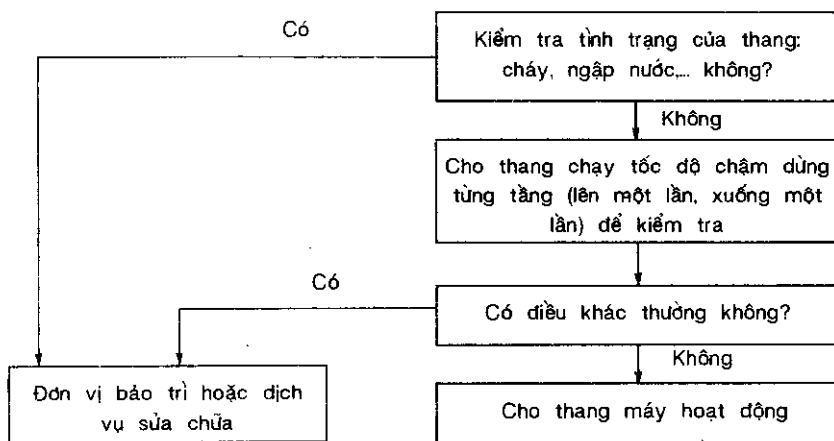 Có
Kiểm tra tình trạng của thang:
cháy, ngập nước,... không?
Không
Cho thang chạy tốc độ chậm dừng
từng tầng (lên một lần, xuống một
lần) để kiểm tra
Có
Có điều khác thường không?
Không
Đơn vị bảo trì hoặc dịch
vụ sửa chữa
Cho thang máy hoạt động